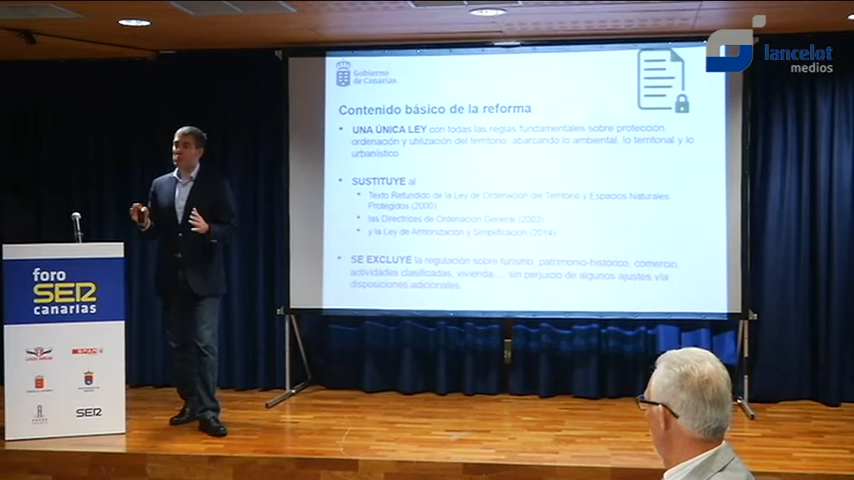 lancelot
medios
Gobierno
de Canarias
Contenido básico de la reforma
• UNA ÚNICA LEY con todas las reglas fundamentales sobre protección,
ordenación y utilización del territorio, abarcando lo ambiental, lo territorial y lo
urbanístico.
• SUSTITUYE al
• Texto Refundido de la Ley de Ordenación del Territorio y Espacios Naturales
Protegidos (2000)
• las Directrices de Ordenación General (2003)
• y la Ley de Armonización y Simplificación (2014)
• SE EXCLUYE la regulación sobre turismo, patrimonio-histórico, comercio,
actividades clasificadas, vivienda ... sin perjuicio de algunos ajustes vía
disposiciones adicionales.
foro
SER
canarias
SPAR
SER